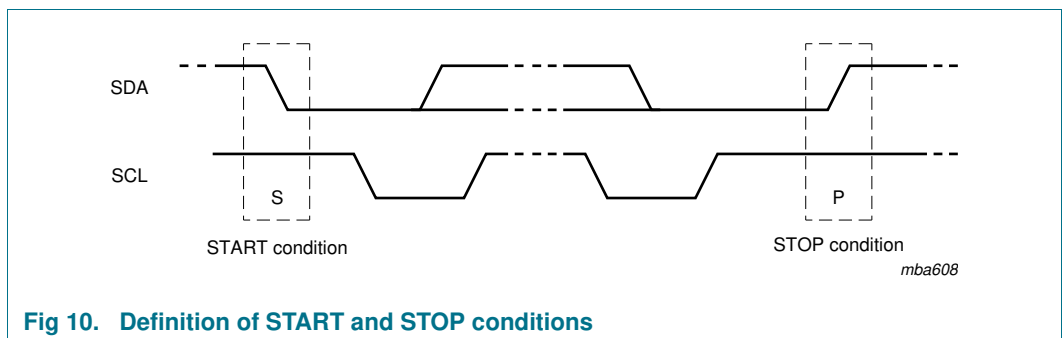 SDA
SCL
S
P
START condition
STOP condition
mba608
Fig 10. Definition of START and STOP conditions